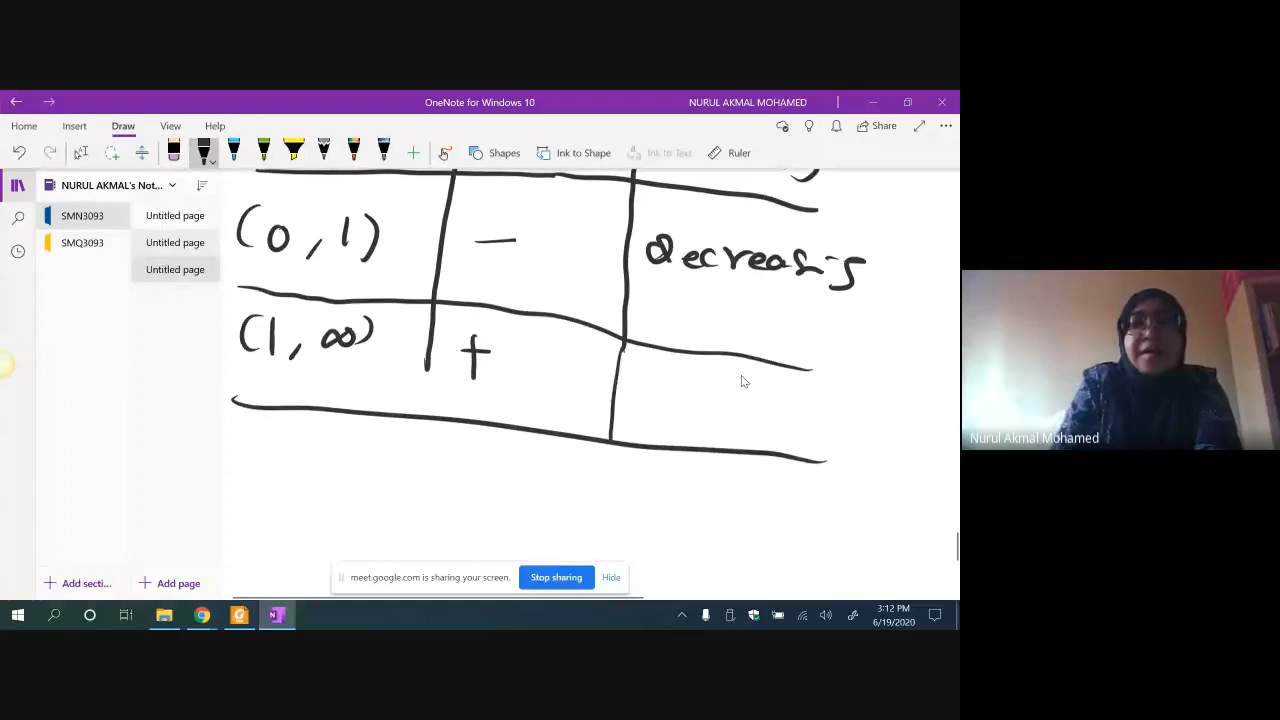 OneNote for Windows 10
NURUL AKMAL MOHAMED
Home Insert Draw View Help
Share
Shapes
Ink to Shape
Ink to Text
Ruler
NURUL AKMAL's Not...
SMN3093
SMQ3093
Untitled page
Untitled page
Untitled page
(0, 1) − decreasing
(1, ∞) +
Nurul Akmal Mohamed
Add secti...
Add page
meet.google.com is sharing your screen.
Stop sharing
Hide
3:12 PM
6/19/2020